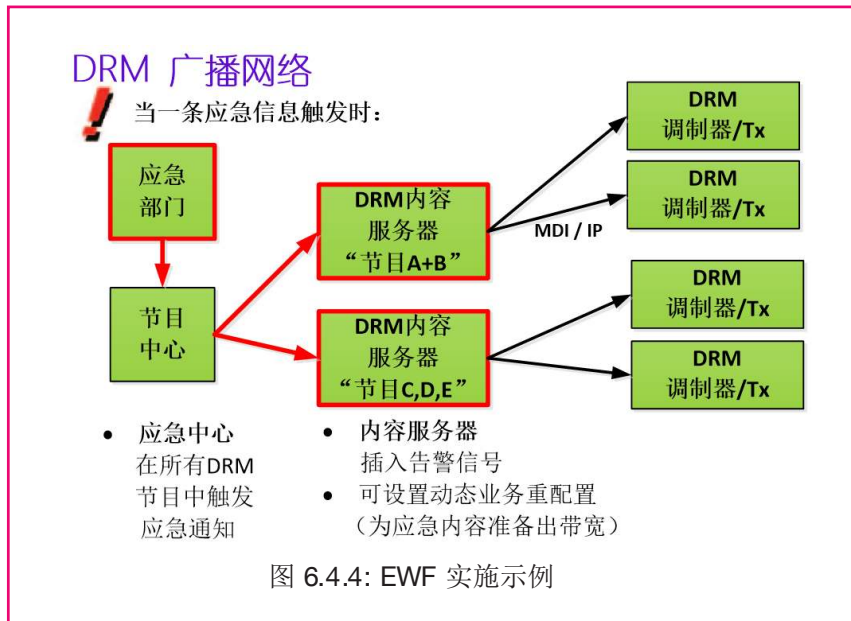 DRM 广播网络
当一条应急信息触发时：
应急
部门
节目
中心
DRM内容
服务器
“节目A+B”
DRM内容
服务器
“节目C,D,E”
MDI / IP
DRM
调制器/Tx
DRM
调制器/Tx
DRM
调制器/Tx
DRM
调制器/Tx
• 应急中心
在所有DRM
节目中触发
应急通知
• 内容服务器
插入告警信号
• 可设置动态业务重配置
（为应急内容准备出带宽）
图 6.4.4: EWF 实施示例